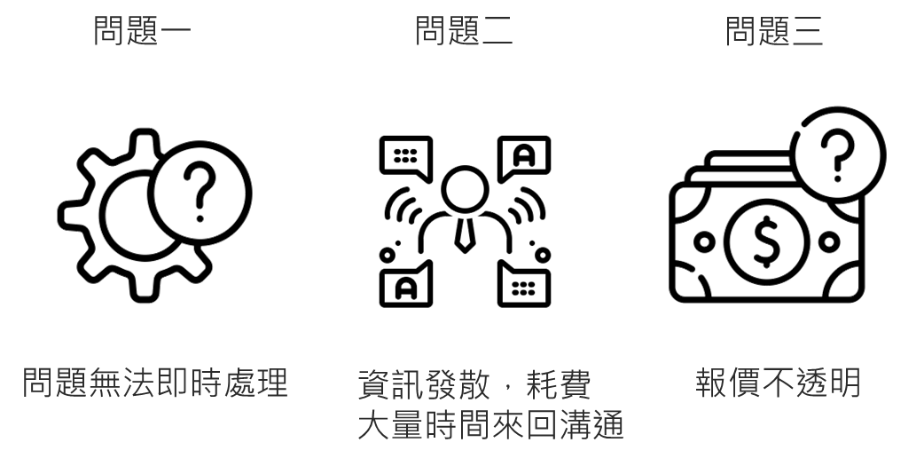 問題一
問題二
問題三
A
A
?
?
$
問題無法即時處理
資訊發散，耗費
大量時間來回溝通
報價不透明